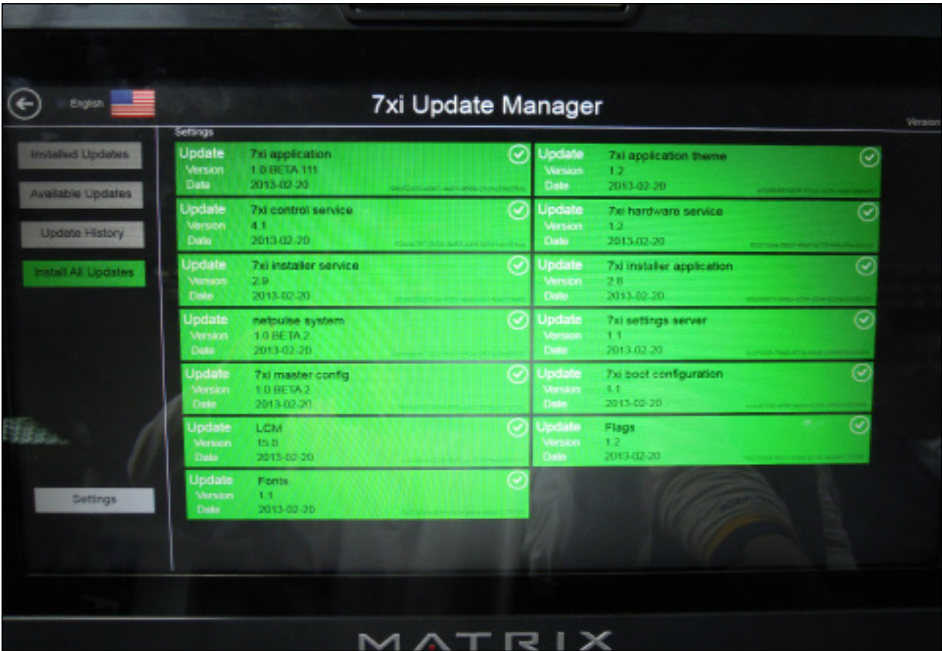 English
7xi Update Manager
Version
Settings
Installed Updates
Available Updates
Update History
Install All Updates
Settings
Update 7xi application
Version 1.0 BETA 111
Date 2013-02-20
Update 7xi application theme
Version 1.2
Date 2013-02-20
Update 7xi control service
Version 4.1
Date 2013-02-20
Update 7xi hardware service
Version 1.2
Date 2013-02-20
Update 7xi installer service
Version 2.9
Date 2013-02-20
Update 7xi installer application
Version 2.8
Date 2013-02-20
Update netpulse system
Version 1.0 BETA 2
Date 2013-02-20
Update 7xi settings server
Version 1.1
Date 2013-02-20
Update 7xi master config
Version 1.0 BETA 2
Date 2013-02-20
Update 7xi boot configuration
Version 1.1
Date 2013-02-20
Update LCM
Version 15.0
Date 2013-02-20
Update Flags
Version 1.2
Date 2013-02-20
Update Fonts
Version 1.1
Date 2013-02-20
MATRIX